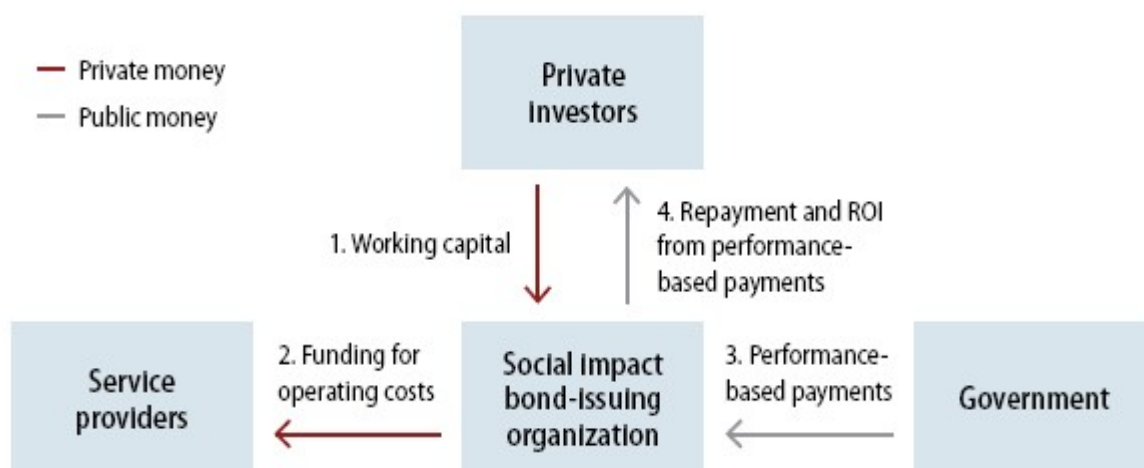 Private money
Public money
Private
investors
1. Working capital
4. Repayment and ROI
from performance-
based payments
Service
providers
2. Funding for
operating costs
Social impact
bond-issuing
organization
3. Performance-
based payments
Government